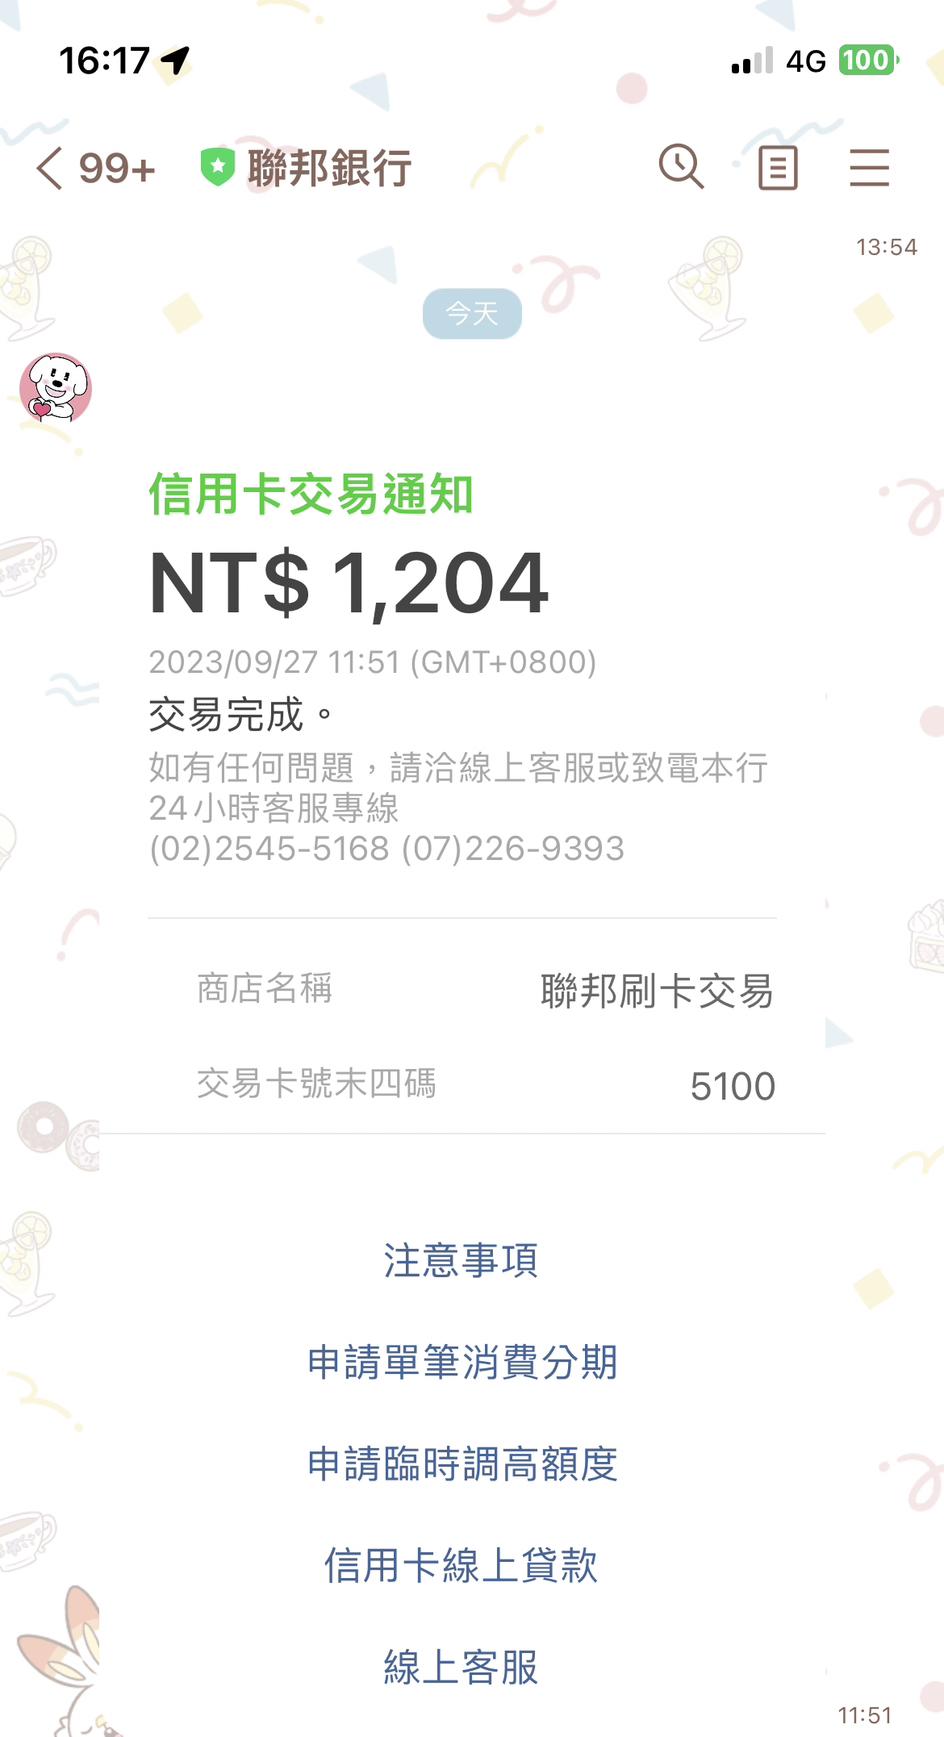 16:17 4G 100
99+ 聯邦銀行
13:54
今天
信用卡交易通知
NT$ 1,204
2023/09/27 11:51 (GMT+0800)
交易完成。
如有任何問題，請洽線上客服或致電本行
24小時客服專線
(02)2545-5168 (07)226-9393
商店名稱 聯邦刷卡交易
交易卡號末四碼 5100
注意事項
申請單筆消費分期
申請臨時調高額度
信用卡線上貸款
線上客服
11:51